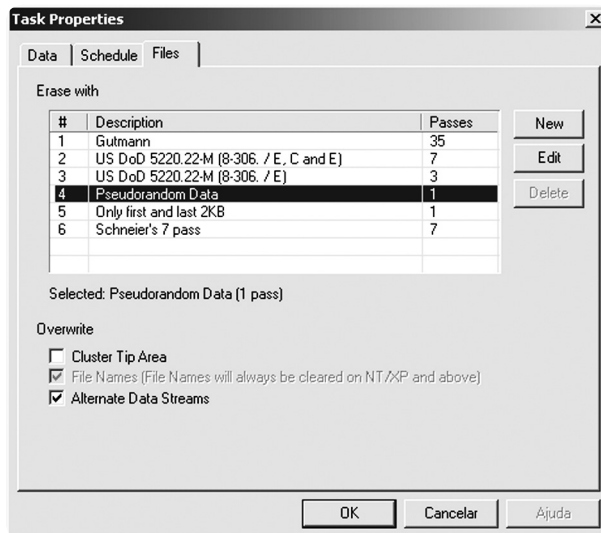 Task Properties
Data Schedule Files
Erase with
# Description Passes
1 Gutmann 35
2 US DoD 5220.22-M (8-306. / E, C and E) 7
3 US DoD 5220.22-M (8-306. / E) 3
4 Pseudorandom Data 1
5 Only first and last 2KB 1
6 Schneier's 7 pass 7
New
Edit
Delete
Selected: Pseudorandom Data (1 pass)
Overwrite
Cluster Tip Area
File Names (File Names will always be cleared on NT/XP and above)
Alternate Data Streams
OK Cancelar Ajuda